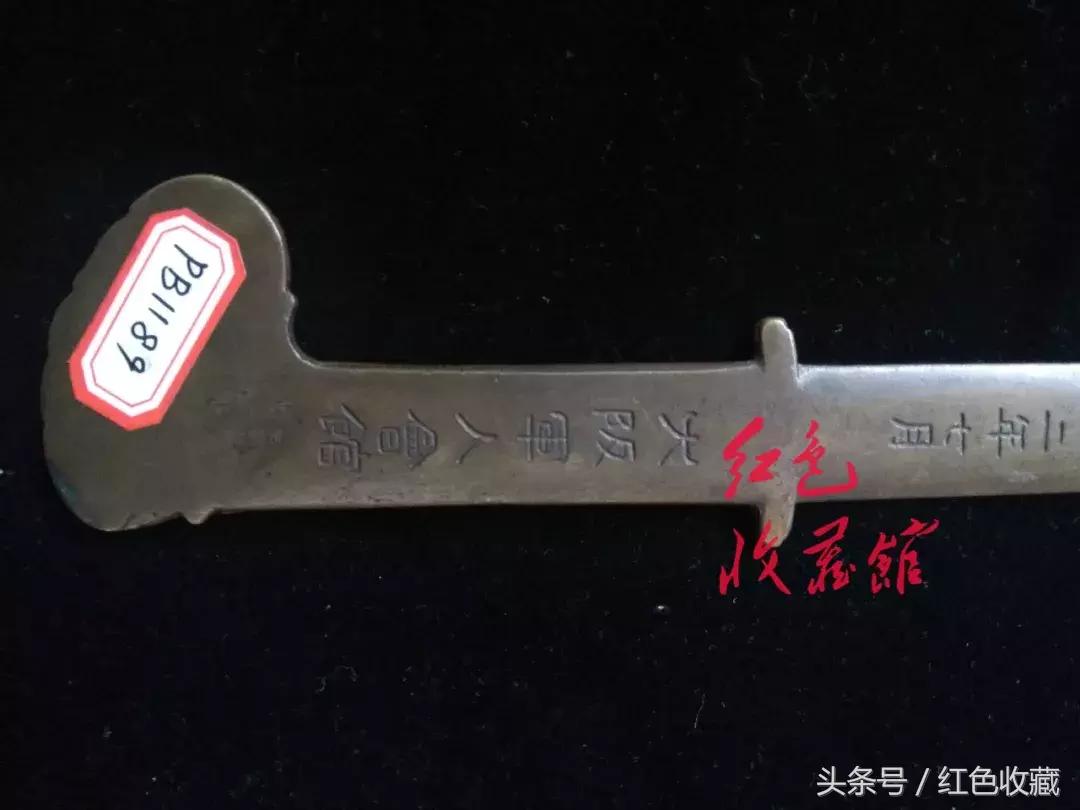 PB1189
二年七月
大阪軍人會館
红色
收藏館
头条号 / 红色收藏